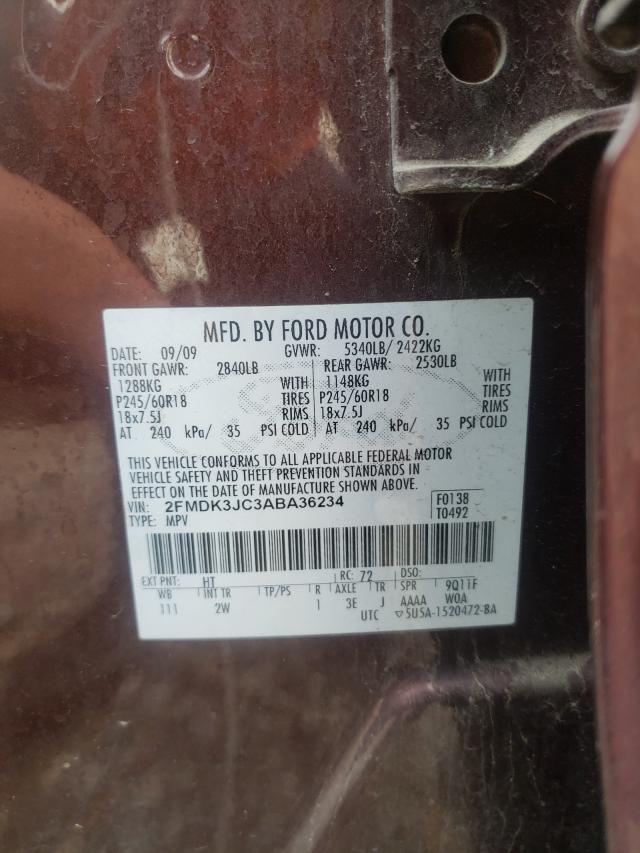 MFD. BY FORD MOTOR CO.
DATE: 09/09 GVWR: 5340LB/ 2422KG
FRONT GAWR: 2840LB REAR GAWR: 2530LB
1288KG WITH 1148KG WITH
P245/60R18 TIRES P245/60R18 TIRES
18x7.5J RIMS 18x7.5J RIMS
AT 240 kPa/ 35 PSI COLD AT 240 kPa/ 35 PSI COLD
THIS VEHICLE CONFORMS TO ALL APPLICABLE FEDERAL MOTOR
VEHICLE SAFETY AND THEFT PREVENTION STANDARDS IN
EFFECT ON THE DATE OF MANUFACTURE SHOWN ABOVE.
VIN: 2FMDK3JC3ABA36234 F0138
TYPE: MPV T0492
EXT PNT: HT RC: 72 DSO:
WB INT TR TP/PS R AXLE TR SPR 9Q11F
111 2W 1 3E J AAAA W0A
UTC ▽5U5A-1520472-BA